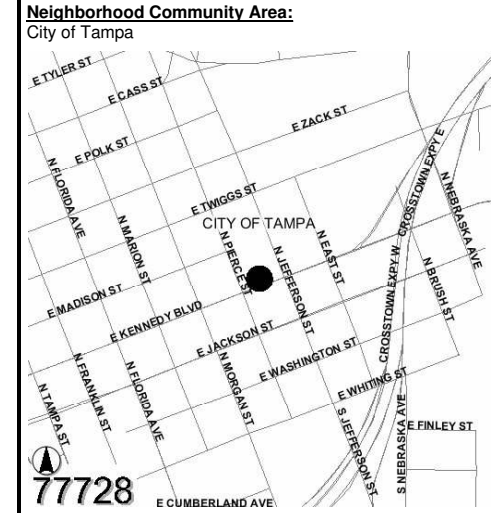 Neighborhood Community Area:
City of Tampa
E TYLER ST
E CASS ST
E ZACK ST
E POLK ST
N FLORIDA AVE
E TWIGGS ST
CITY OF TAMPA
N MARION ST
N PIERCE ST
N JEFFERSON ST
N EAST ST
CROSSTOWN EXPY E
N NEBRASKA AVE
E MADISON ST
E KENNEDY BLVD
CROSSTOWN EXPY W
N BRUSH ST
E JACKSON ST
E WASHINGTON ST
N TAMPA ST
N FRANKLIN ST
N FLORIDA AVE
N MORGAN ST
E WHITING ST
S JEFFERSON ST
S NEBRASKA AVE
E FINLEY ST
77728
E CUMBERLAND AVE